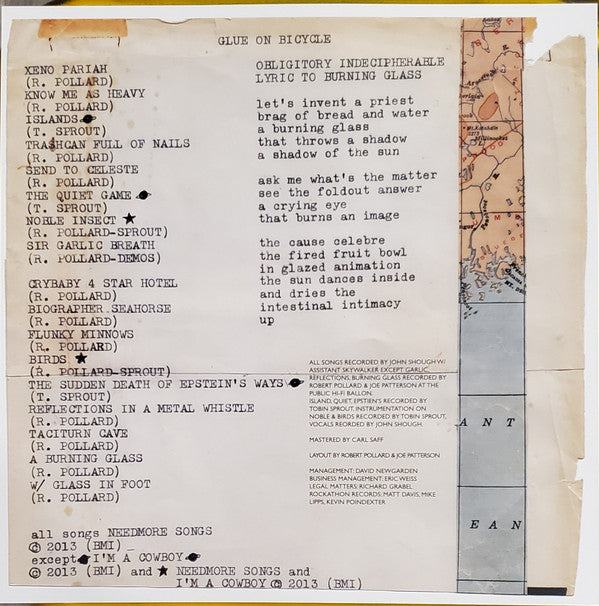 GLUE ON BICYCLE
XENO PARIAH
(R. POLLARD)
KNOW ME AS HEAVY
(R. POLLARD)
ISLANDS
(T. SPROUT)
TRASHCAN FULL OF NAILS
(R. POLLARD)
SEND TO CELESTE
(R. POLLARD)
THE QUIET GAME
(T. SPROUT)
NOBLE INSECT ★
(R. POLLARD-SPROUT)
SIR GARLIC BREATH
(R. POLLARD-DEMOS)
CRYBABY 4 STAR HOTEL
(R. POLLARD)
BIOGRAPHER SEAHORSE
(R. POLLARD)
FLUNKY MINNOWS
(R. POLLARD)
BIRDS ★
(R. POLLARD-SPROUT)
THE SUDDEN DEATH OF EPSTEIN'S WAYS
(T. SPROUT)
REFLECTIONS IN A METAL WHISTLE
(R. POLLARD)
TACITURN CAVE
(R. POLLARD)
A BURNING GLASS
(R. POLLARD)
W/ GLASS IN FOOT
(R. POLLARD)
all songs NEEDMORE SONGS
© 2013 (BMI)
except I'M A COWBOY
© 2013 (BMI) and ★ NEEDMORE SONGS and
I'M A COWBOY © 2013 (BMI)
OBLIGITORY INDECIPHERABLE
LYRIC TO BURNING GLASS
let's invent a priest
brag of bread and water
a burning glass
that throws a shadow
a shadow of the sun
ask me what's the matter
see the foldout answer
a crying eye
that burns an image
the cause celebre
the fired fruit bowl
in glazed animation
the sun dances inside
and dries the
intestinal intimacy
up
ALL SONGS RECORDED BY JOHN SHOUGH W/
ASSISTANT SKYWALKER EXCEPT GARLIC,
REFLECTIONS, BURNING GLASS RECORDED BY
ROBERT POLLARD & JOE PATTERSON AT THE
PUBLIC HI-FI BALLON.
ISLAND, QUIET, EPSTIEN'S RECORDED BY
TOBIN SPROUT, INSTRUMENTATION ON
NOBLE & BIRDS RECORTED BY TOBIN SPROUT,
VOCALS REORDED BY JOHN SHOUGH.
MASTERED BY CARL SAFF
LAYOUT BY ROBERT POLLARD & JOE PATTERSON
MANAGEMENT: DAVID NEWGARDEN
BUSINESS MANAGEMENT: ERIC WEISS
LEGAL MATTERS: RICHARD GRABEL
ROCKATHON RECORDS: MATT DAVIS, MIKE
LIPPS, KEVIN POINDEXTER
Mt. Katahdin
Millinocket
A N T
E A N